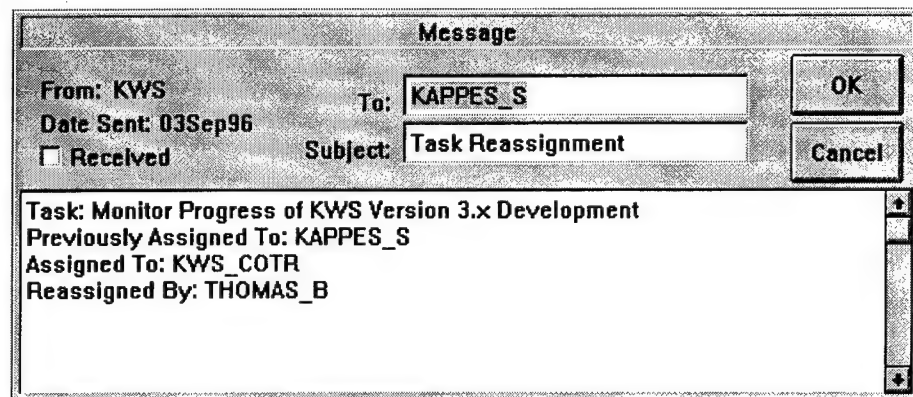 Message
From: KWS
To: KAPPES_S
OK
Date Sent: 03Sep96
Received
Subject: Task Reassignment
Cancel
Task: Monitor Progress of KWS Version 3.x Development
Previously Assigned To: KAPPES_S
Assigned To: KWS_COTR
Reassigned By: THOMAS_B